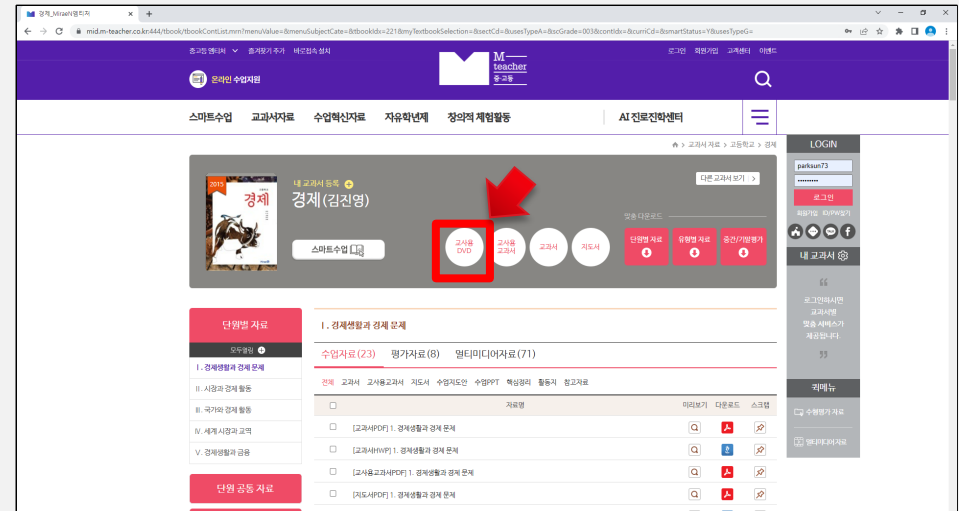 경제_MiraeN엠티처
mid.m-teacher.co.kr:444/tbook/tbookContList.mrn?menuValue=&menuSubjectCate=&tbookIdx=221&myTextbookSelection=&sectCd=&usesTypeA=&scGrade=003&contIdx=&curriCd=&smartStatus=Y&usesTypeG=
중고등 엠티처 즐겨찾기 추가 바로접속 설치 로그인 회원가입 고객센터 이벤트
온라인 수업지원
M
teacher
중·고등
스마트수업 교과서자료 수업혁신자료 자유학년제 창의적 체험활동 AI 진로진학센터
> 교과서 자료 > 고등학교 > 경제
LOGIN
parksun73
로그인
회원가입 ID/PW찾기
내 교과서
로그인하시면
교과서별
맞춤 서비스가
제공됩니다.
퀵메뉴
수행평가 자료
멀티미디어자료
2015
경제
내 교과서 등록
경제(김진영)
다른 교과서 보기 >
스마트수업
교사용
DVD
교사용
교과서
교과서
지도서
맞춤 다운로드
단원별 자료
유형별 자료
중간/기말평가
단원별 자료
모두열림
Ⅰ. 경제생활과 경제 문제
Ⅱ. 시장과 경제 활동
Ⅲ. 국가와 경제 활동
Ⅳ. 세계 시장과 교역
Ⅴ. 경제생활과 금융
단원 공통 자료
Ⅰ. 경제생활과 경제 문제
수업자료(23) 평가자료(8) 멀티미디어자료(71)
전체 교과서 교사용교과서 지도서 수업지도안 수업PPT 핵심정리 활동지 참고자료
자료명 미리보기 다운로드 스크랩
[교과서PDF] 1. 경제생활과 경제 문제
[교과서HWP] 1. 경제생활과 경제 문제
[교사용교과서PDF] 1. 경제생활과 경제 문제
[지도서PDF] 1. 경제생활과 경제 문제